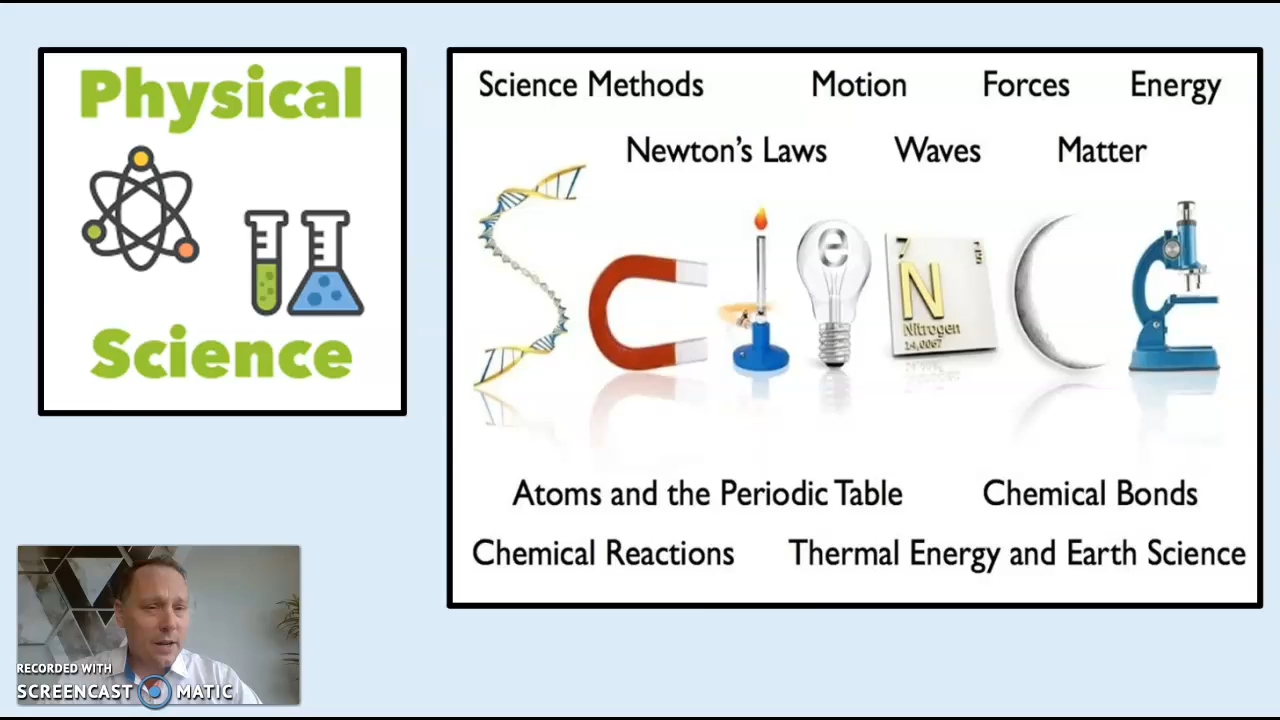 Physical
Science
Science Methods Motion Forces Energy
Newton's Laws Waves Matter
e
7
N
Nitrogen
14,0067
Atoms and the Periodic Table Chemical Bonds
Chemical Reactions Thermal Energy and Earth Science
RECORDED WITH
SCREENCAST MATIC